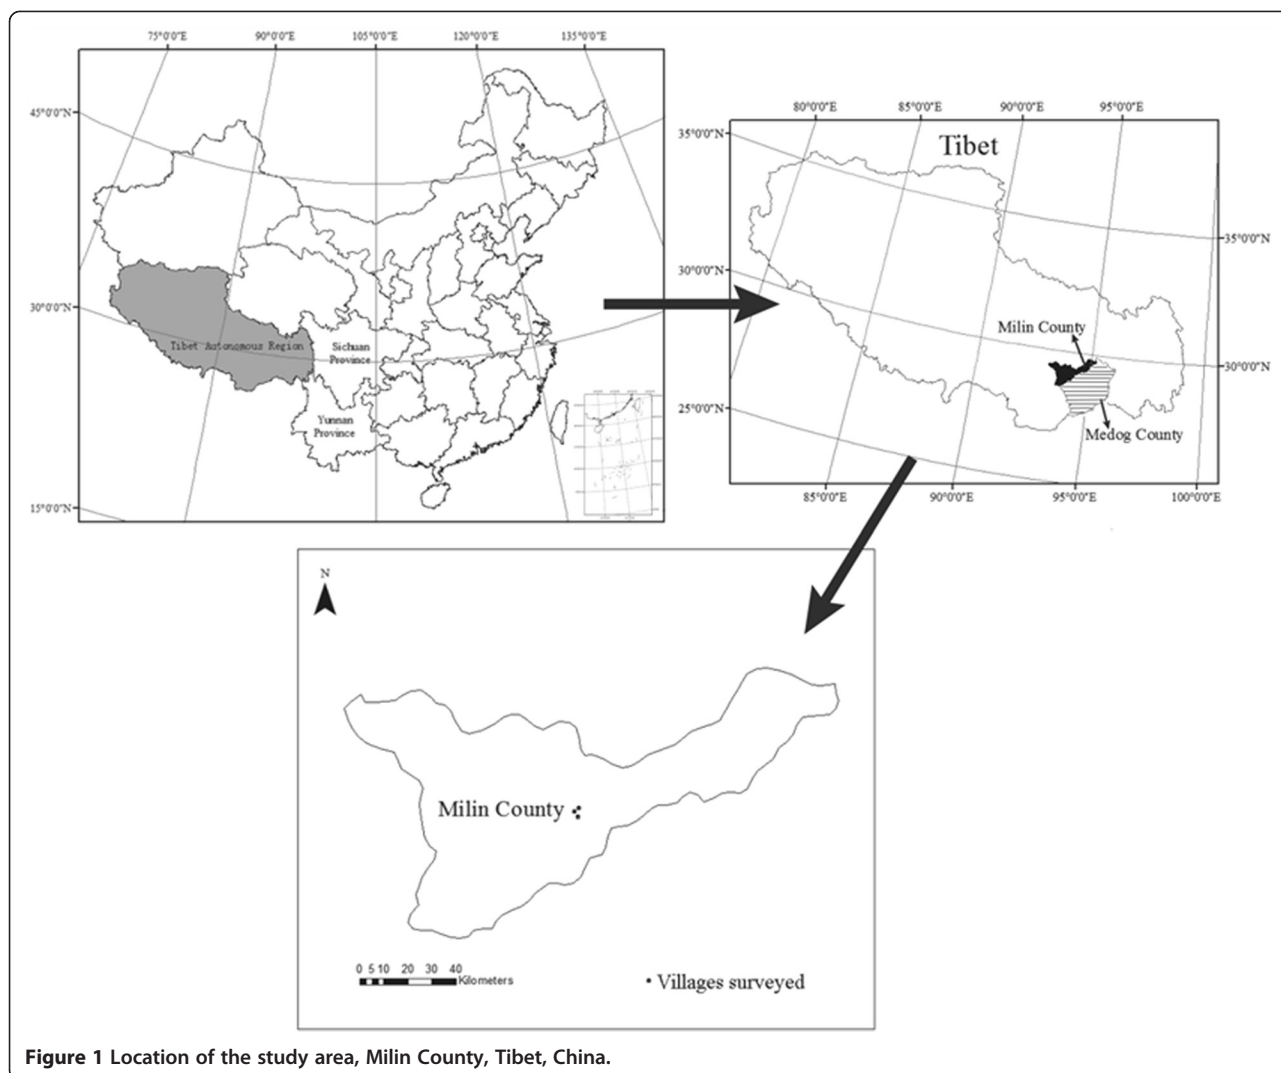 75°0'0"E 90°0'0"E 105°0'0"E 120°0'0"E 135°0'0"E
45°0'0"N
30°0'0"N
15°0'0"N
Tibet Autonomous Region
Sichuan
Province
Yunnan
Province
80°0'0"E 85°0'0"E 90°0'0"E 95°0'0"E
35°0'0"N
Tibet
35°0'0"N
30°0'0"N
Milin County
30°0'0"N
25°0'0"N
Medog County
85°0'0"E 90°0'0"E 95°0'0"E 100°0'0"E
N
Milin County
0 5 10 20 30 40
Kilometers
Villages surveyed
Figure 1 Location of the study area, Milin County, Tibet, China.